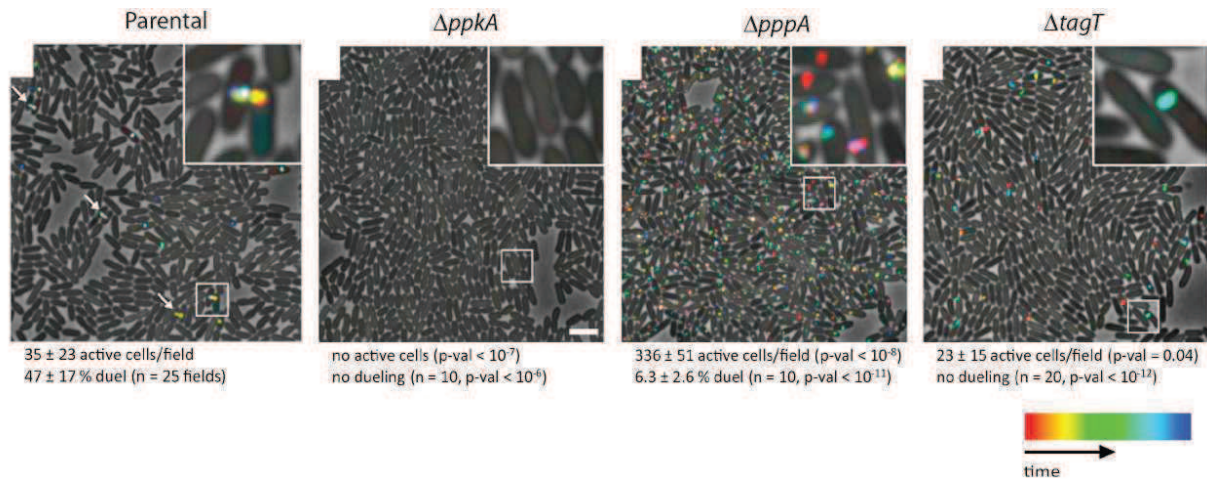 Parental
ΔppkA
ΔpppA
ΔtagT
35 ± 23 active cells/field
47 ± 17 % duel (n = 25 fields)
no active cells (p-val < 10⁻⁷)
no dueling (n = 10, p-val < 10⁻⁶)
336 ± 51 active cells/field (p-val < 10⁻⁸)
6.3 ± 2.6 % duel (n = 10, p-val < 10⁻¹¹)
23 ± 15 active cells/field (p-val = 0.04)
no dueling (n = 20, p-val < 10⁻¹²)
time